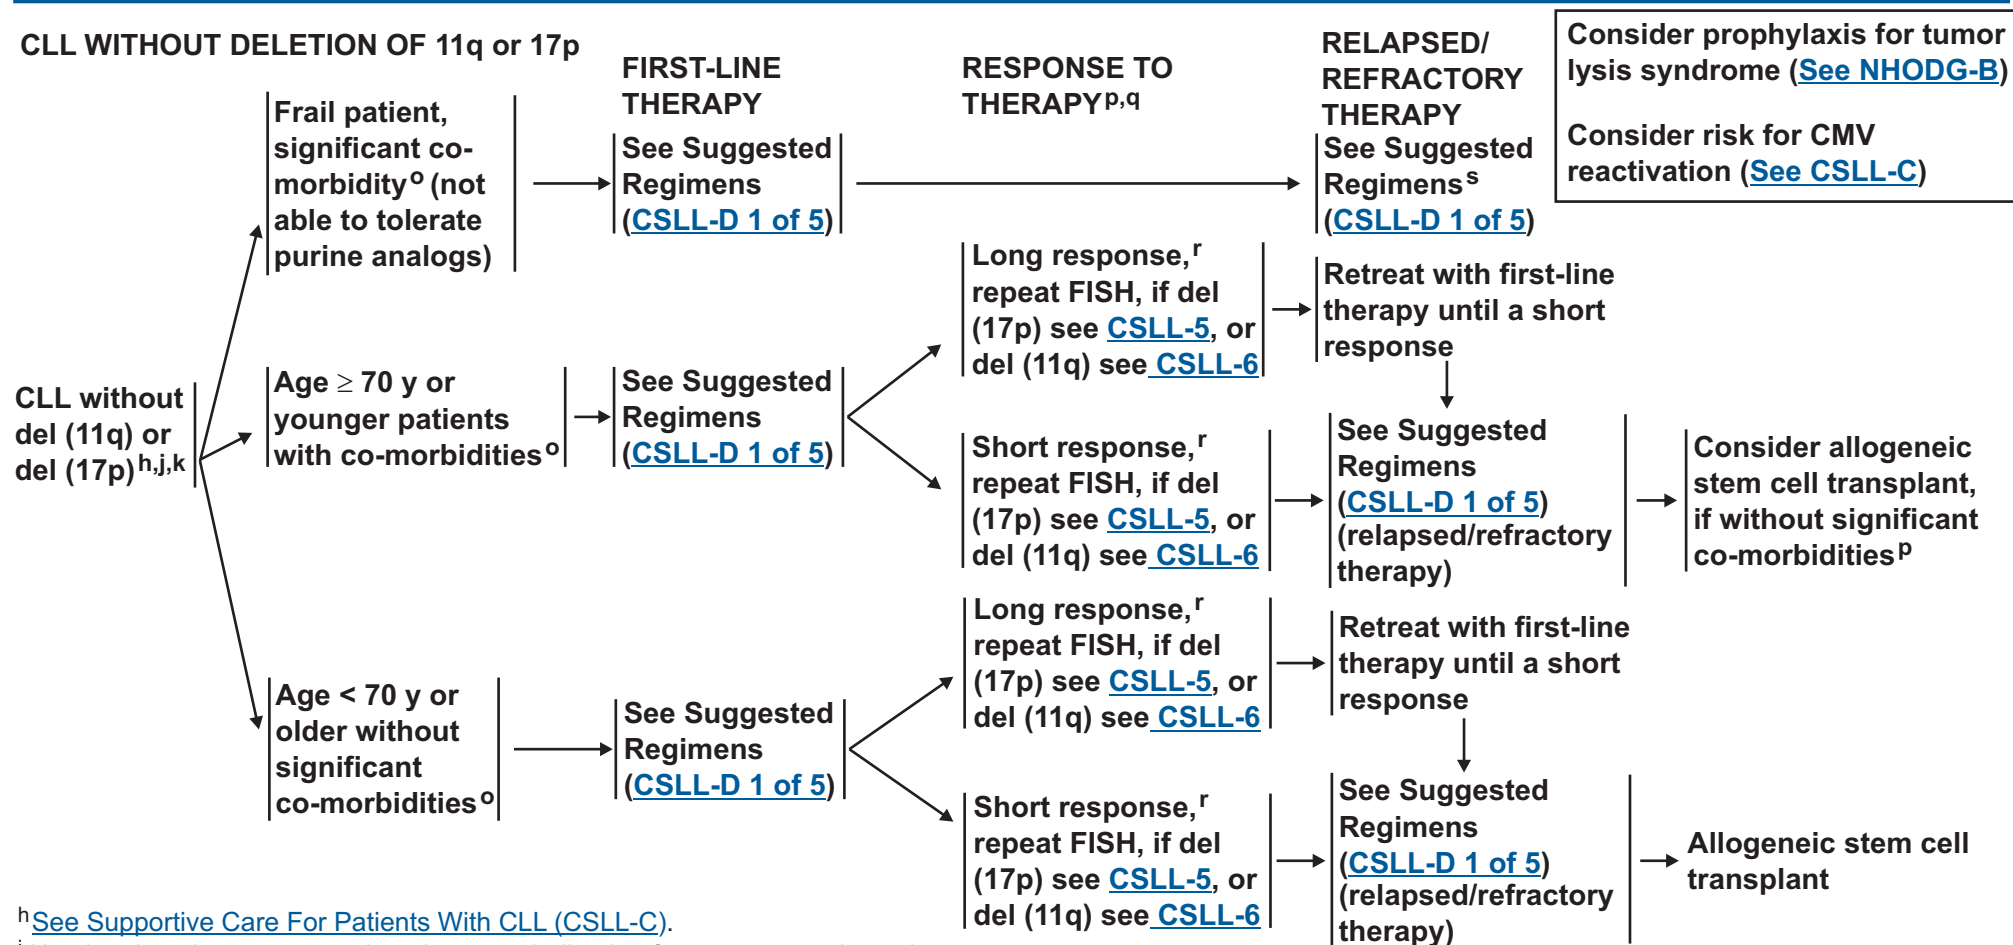 CLL WITHOUT DELETION OF 11q or 17p
FIRST-LINE
THERAPY
RESPONSE TO
THERAPY p,q
RELAPSED/
REFRACTORY
THERAPY
Consider prophylaxis for tumor
lysis syndrome (See NHODG-B)
Consider risk for CMV
reactivation (See CSLL-C)
CLL without
del (11q) or
del (17p) h,j,k
Frail patient,
significant co-
morbidity o (not
able to tolerate
purine analogs)
See Suggested
Regimens
(CSLL-D 1 of 5)
See Suggested
Regimens s
(CSLL-D 1 of 5)
Age ≥ 70 y or
younger patients
with co-morbidities o
See Suggested
Regimens
(CSLL-D 1 of 5)
Long response, r
repeat FISH, if del
(17p) see CSLL-5, or
del (11q) see CSLL-6
Retreat with first-line
therapy until a short
response
Short response, r
repeat FISH, if del
(17p) see CSLL-5, or
del (11q) see CSLL-6
See Suggested
Regimens
(CSLL-D 1 of 5)
(relapsed/refractory
therapy)
Consider allogeneic
stem cell transplant,
if without significant
co-morbidities p
Age < 70 y or
older without
significant
co-morbidities o
See Suggested
Regimens
(CSLL-D 1 of 5)
Long response, r
repeat FISH, if del
(17p) see CSLL-5, or
del (11q) see CSLL-6
Retreat with first-line
therapy until a short
response
Short response, r
repeat FISH, if del
(17p) see CSLL-5, or
del (11q) see CSLL-6
See Suggested
Regimens
(CSLL-D 1 of 5)
(relapsed/refractory
therapy)
Allogeneic stem cell
transplant
h See Supportive Care For Patients With CLL (CSLL-C).